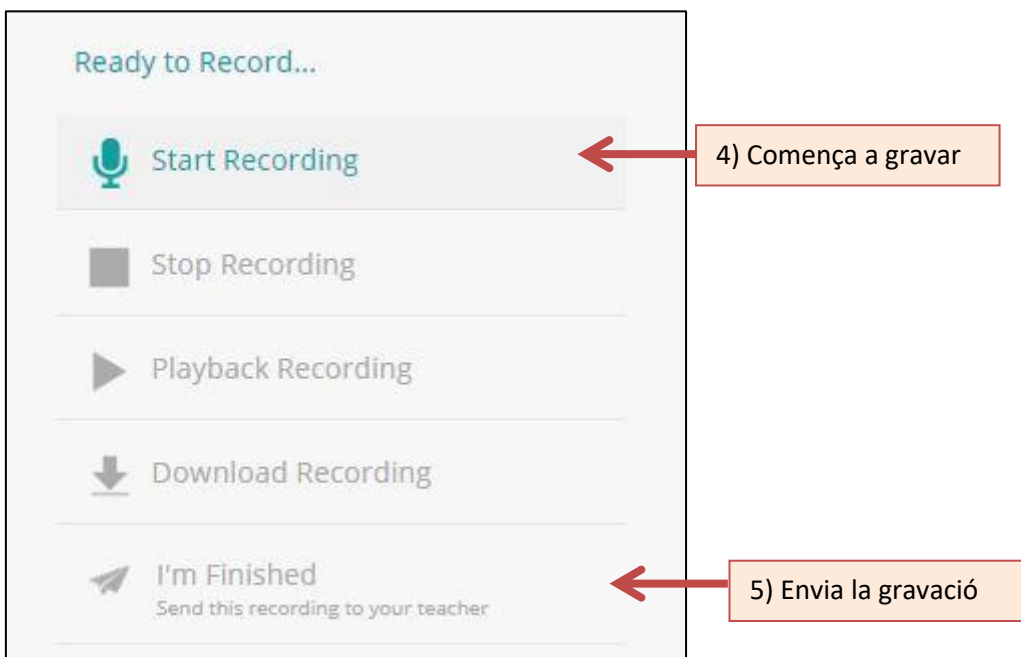 Ready to Record...
Start Recording
4) Comença a gravar
Stop Recording
Playback Recording
Download Recording
I'm Finished
Send this recording to your teacher
5) Envia la gravació